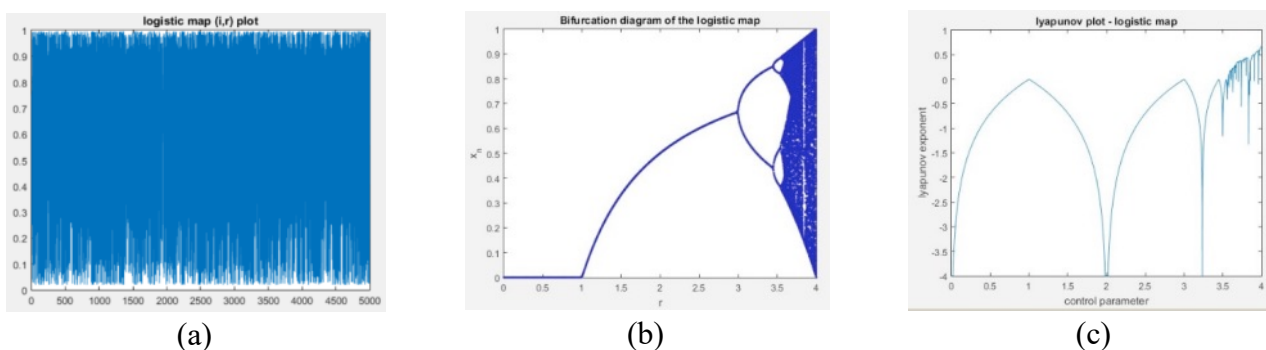 logistic map (i,r) plot
1
0.9
0.8
0.7
0.6
0.5
0.4
0.3
0.2
0.1
0
0 500 1000 1500 2000 2500 3000 3500 4000 4500 5000
(a)
Bifurcation diagram of the logistic map
1
0.9
0.8
0.7
0.6
0.5
0.4
0.3
0.2
0.1
0
x_n
0 0.5 1 1.5 2 2.5 3 3.5 4
r
(b)
lyapunov plot - logistic map
1
0.5
0
-0.5
-1
-1.5
-2
-2.5
-3
-3.5
-4
lyapunov exponent
0 0.5 1 1.5 2 2.5 3 3.5 4
control parameter
(c)